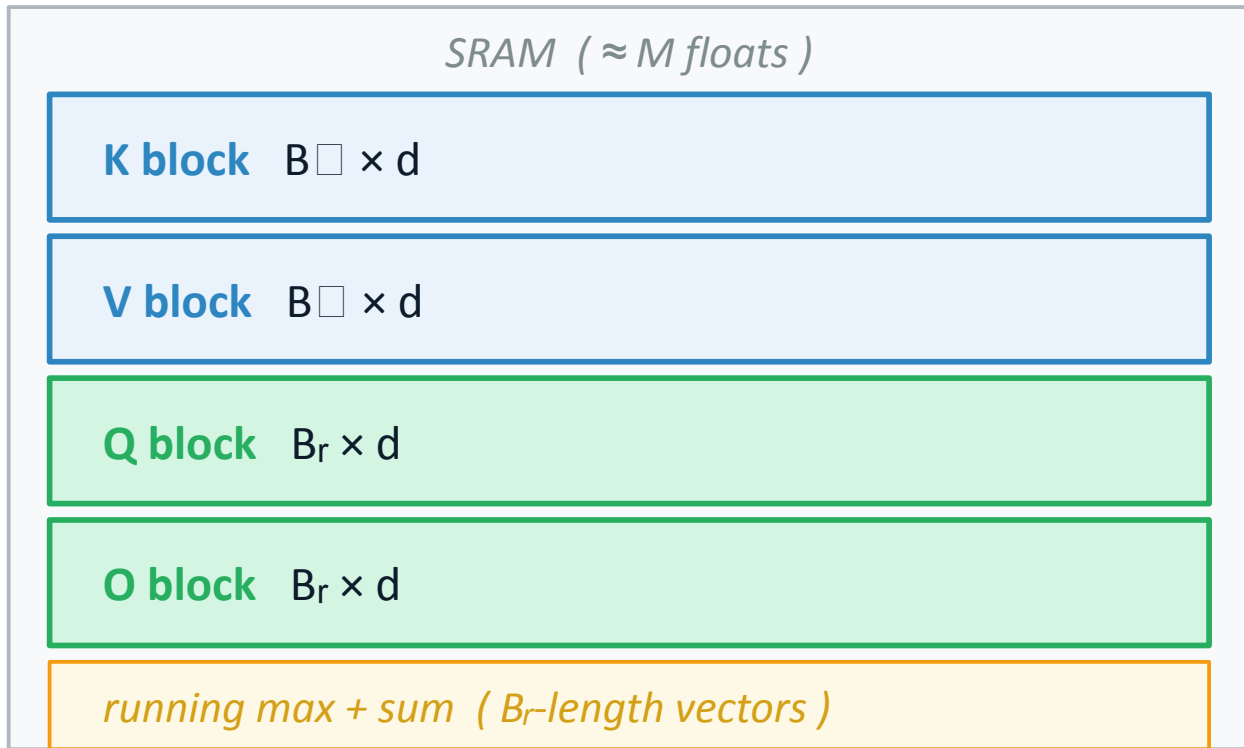 SRAM ( ≈ M floats )
K block B□ × d
V block B□ × d
Q block Bᵣ × d
O block Bᵣ × d
running max + sum ( Bᵣ-length vectors )